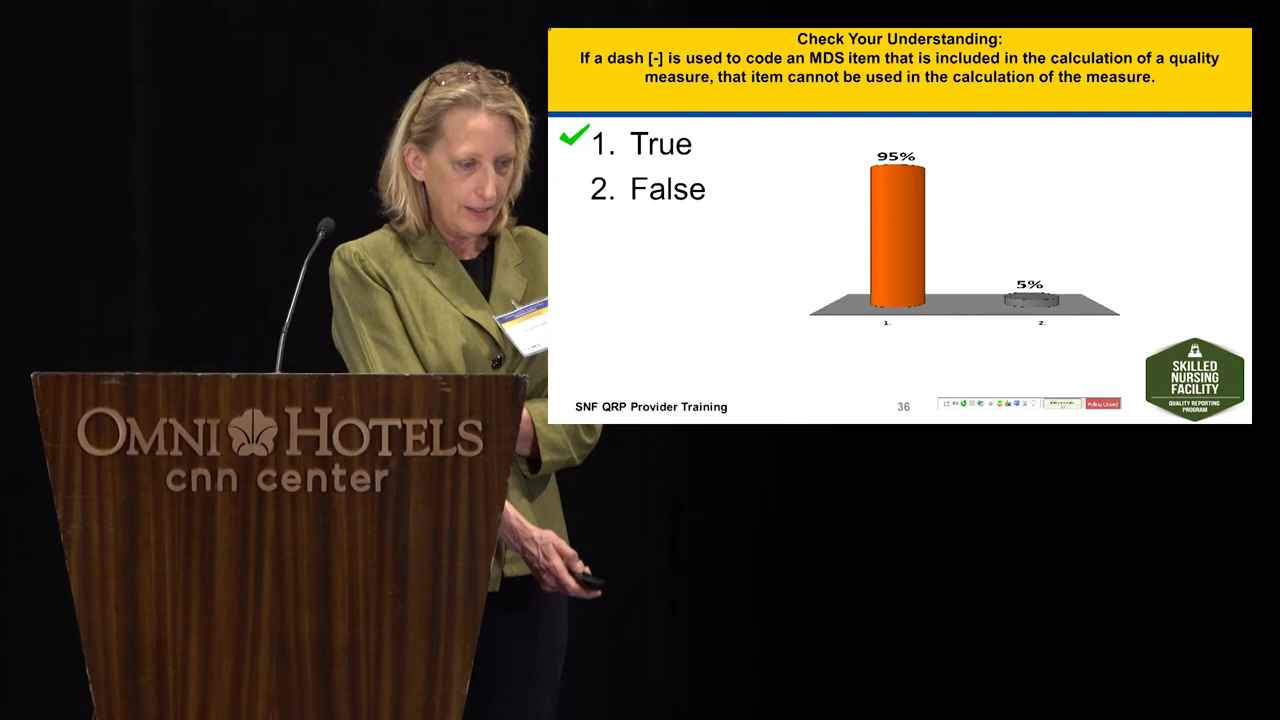 Check Your Understanding:
If a dash [-] is used to code an MDS item that is included in the calculation of a quality
measure, that item cannot be used in the calculation of the measure.
1. True
2. False
95%
5%
1.
2.
SKILLED
NURSING
FACILITY
QUALITY REPORTING
PROGRAM
SNF QRP Provider Training
36
Polling Closed
OMNI HOTELS
cnn center